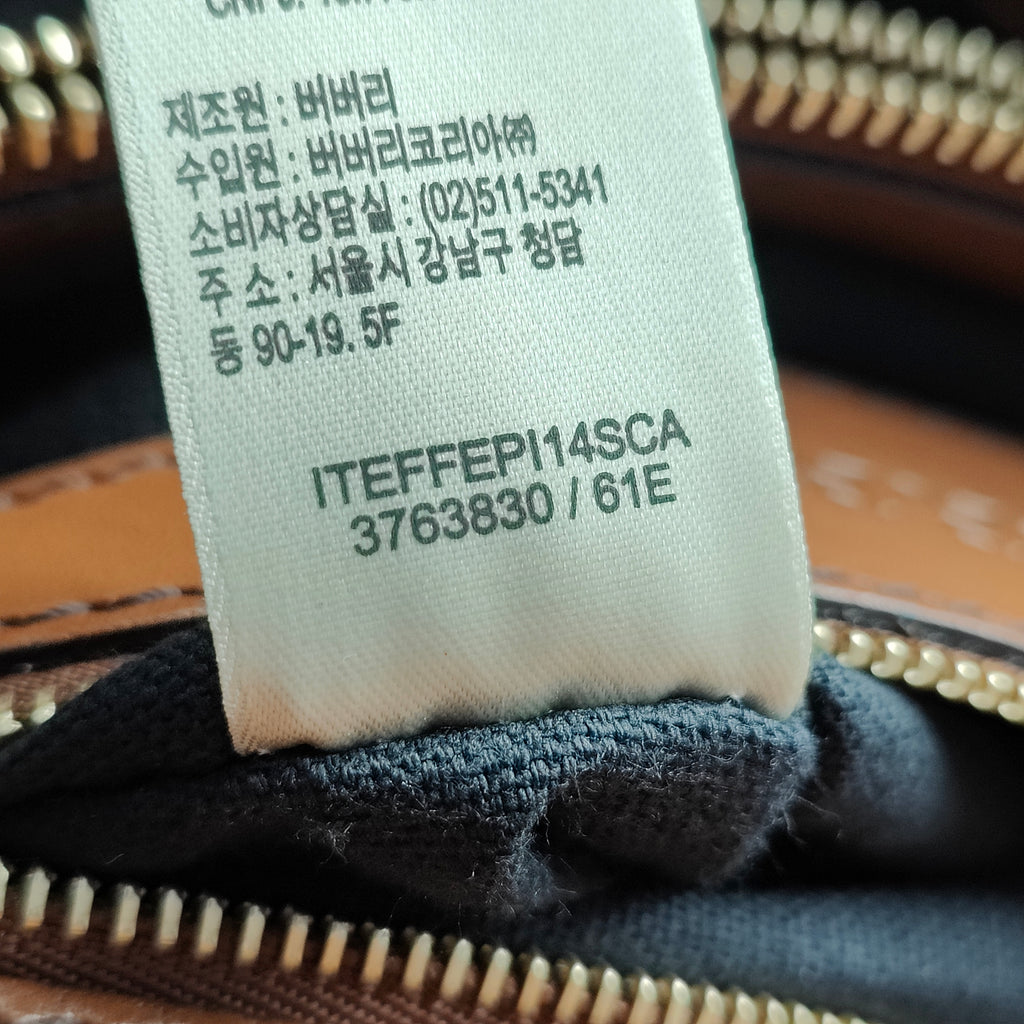 제조원 : 버버리
수입원 : 버버리코리아㈜
소비자상담실 : (02)511-5341
주 소 : 서울시 강남구 청담
동 90-19. 5F
ITEFFEPI14SCA
3763830 / 61E